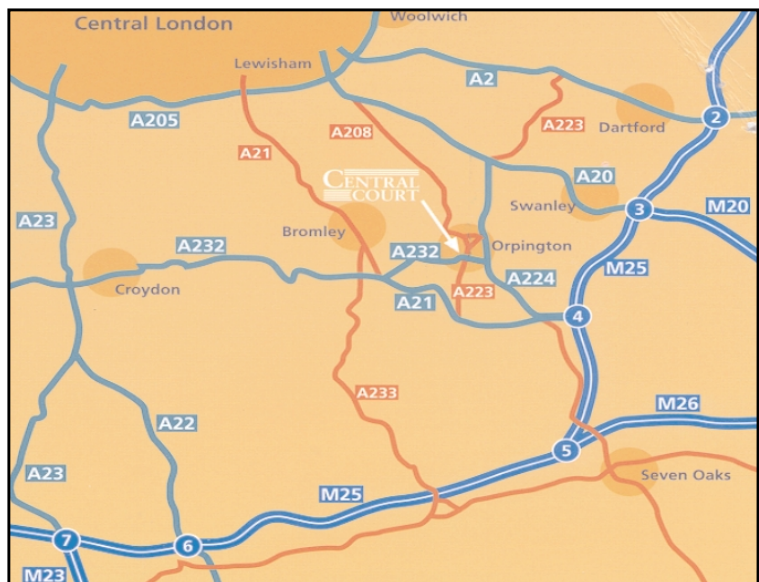 Woolwich
Central London
Lewisham
A2
A205
A208
A223
Dartford
2
A21
A20
CENTRAL
COURT
Swanley
3
M20
A23
A232
Bromley
A232
Orpington
M25
Croydon
A21
A223
A224
4
A233
A22
M26
5
A23
M25
Seven Oaks
7
6
M23